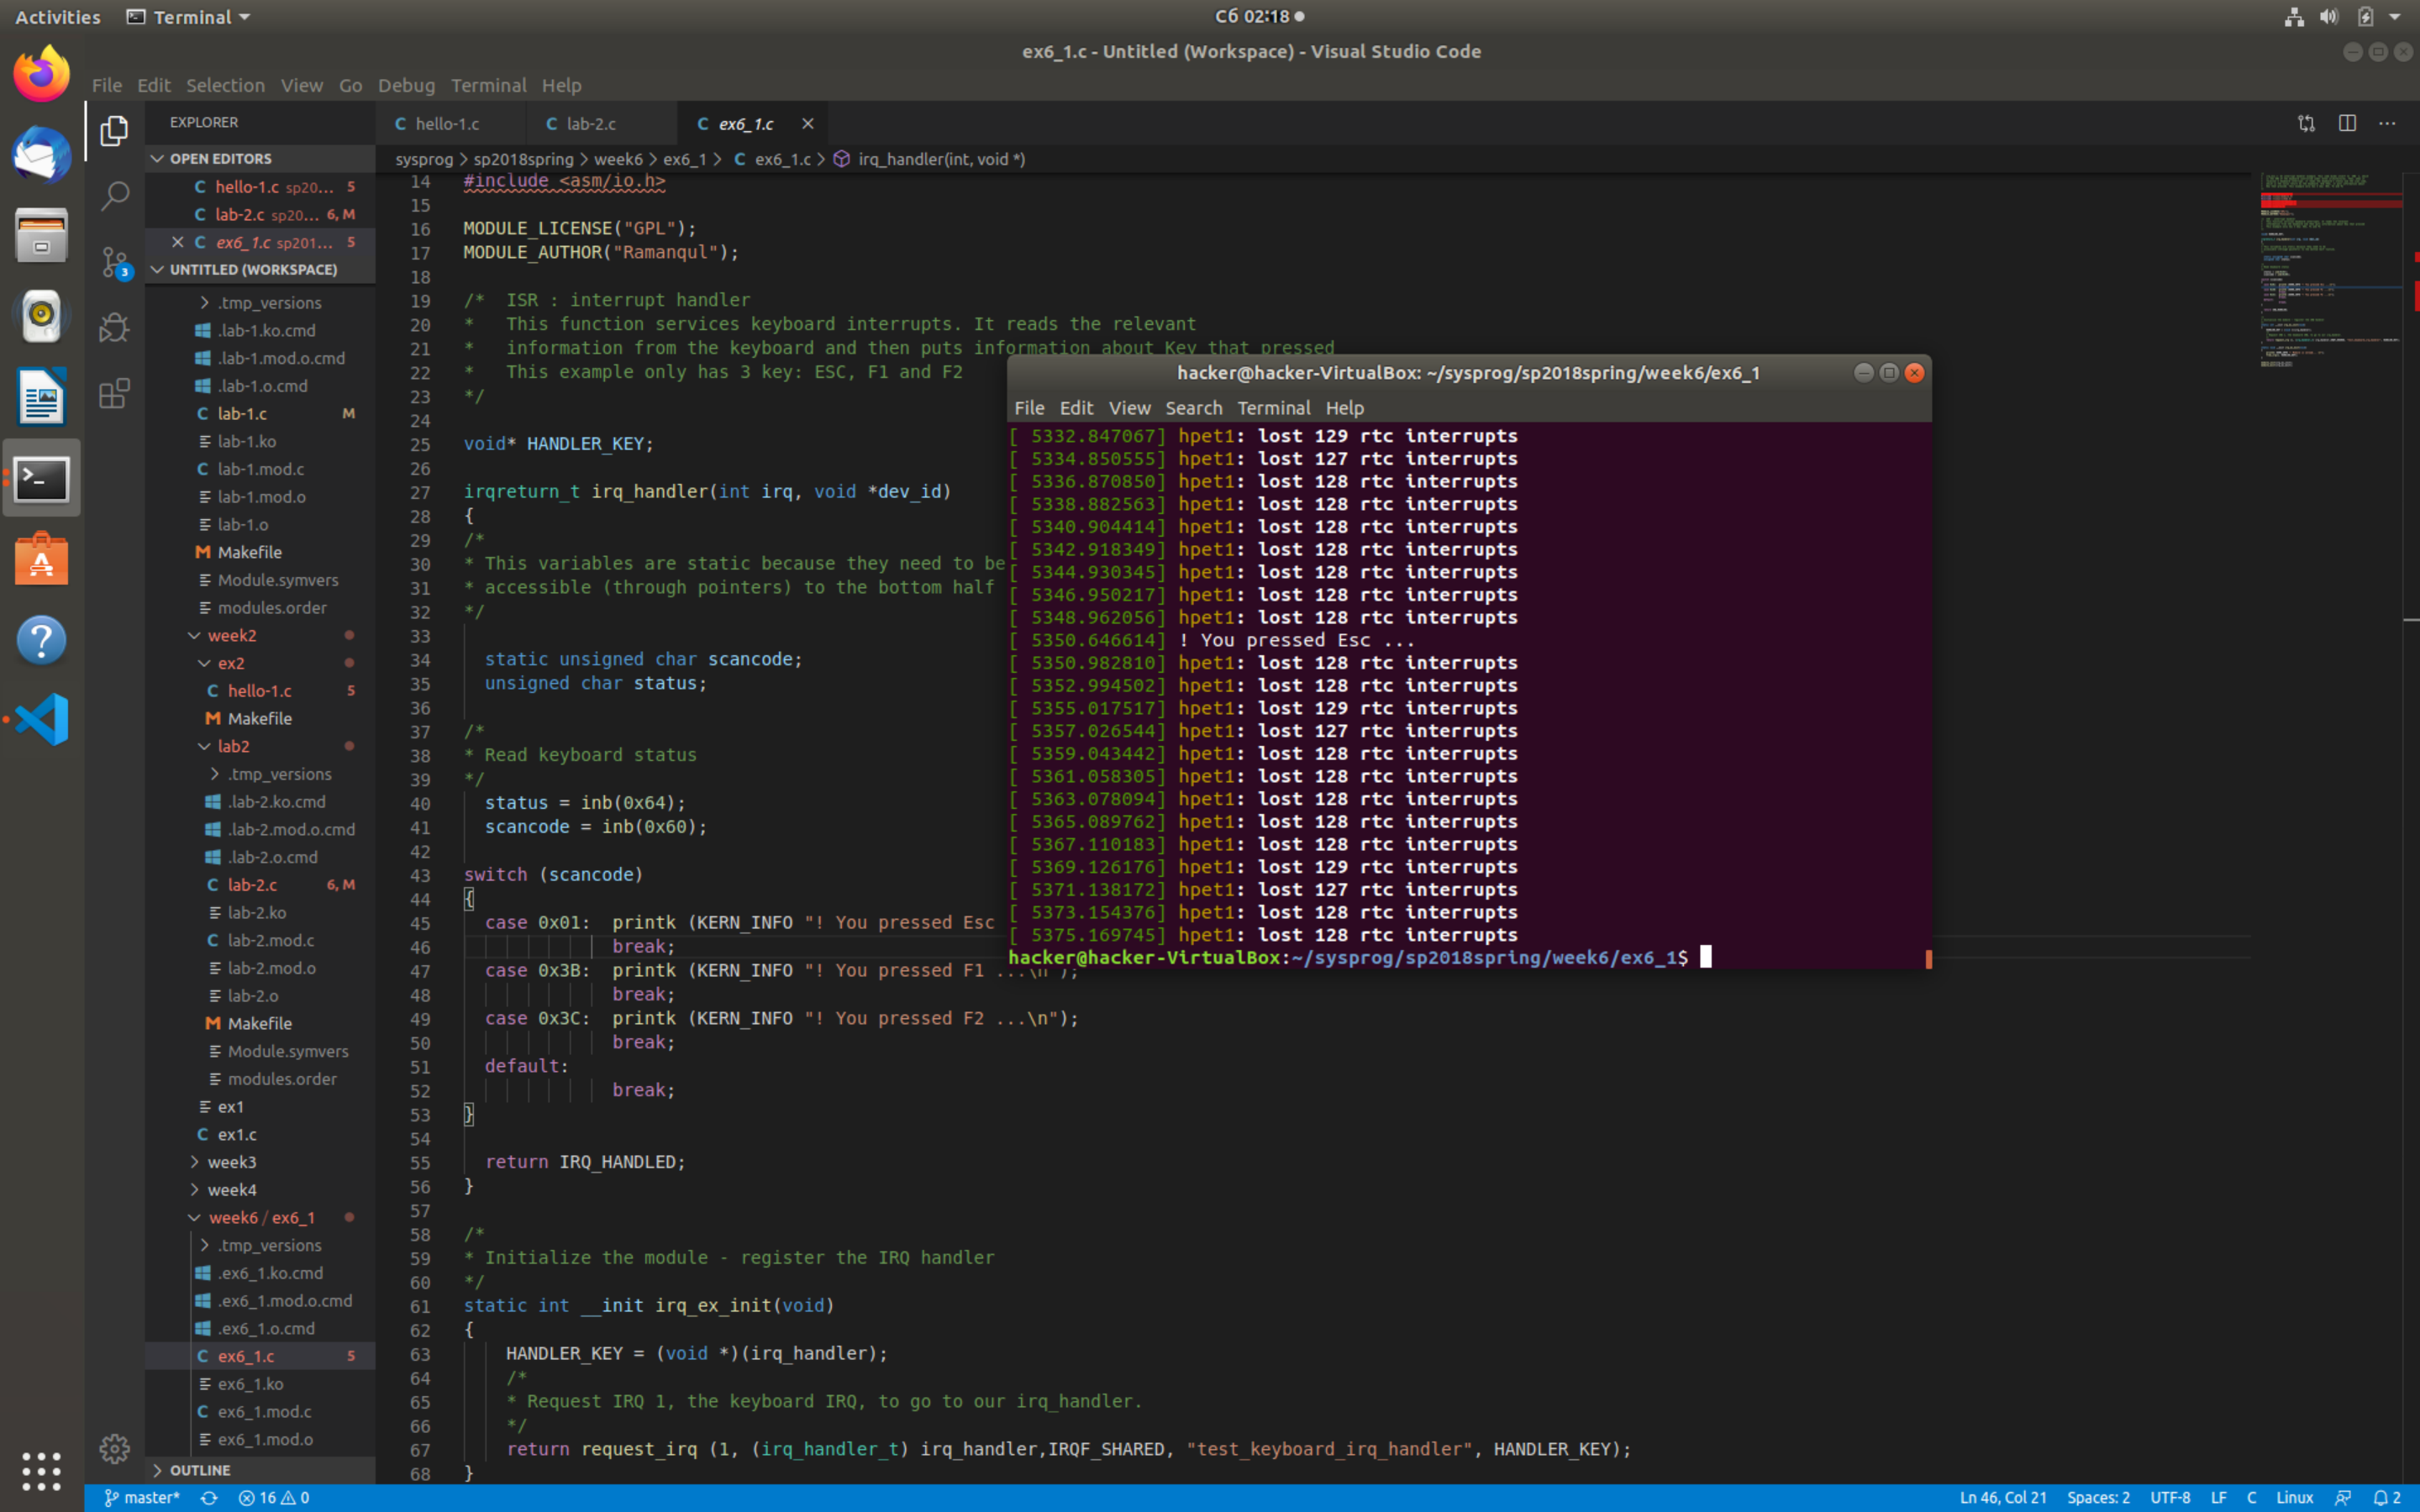 Activities Terminal Сб 02:18
ex6_1.c - Untitled (Workspace) - Visual Studio Code
File Edit Selection View Go Debug Terminal Help
EXPLORER
OPEN EDITORS
hello-1.c sp20... 5
lab-2.c sp20... 6, M
ex6_1.c sp201... 5
UNTITLED (WORKSPACE)
.tmp_versions
.lab-1.ko.cmd
.lab-1.mod.o.cmd
.lab-1.o.cmd
lab-1.c M
lab-1.ko
lab-1.mod.c
lab-1.mod.o
lab-1.o
Makefile
Module.symvers
modules.order
week2
ex2
hello-1.c 5
Makefile
lab2
.tmp_versions
.lab-2.ko.cmd
.lab-2.mod.o.cmd
.lab-2.o.cmd
lab-2.c 6, M
lab-2.ko
lab-2.mod.c
lab-2.mod.o
lab-2.o
Makefile
Module.symvers
modules.order
ex1
ex1.c
week3
week4
week6 / ex6_1
.tmp_versions
.ex6_1.ko.cmd
.ex6_1.mod.o.cmd
.ex6_1.o.cmd
ex6_1.c 5
ex6_1.ko
ex6_1.mod.c
ex6_1.mod.o
OUTLINE
3
hello-1.c lab-2.c ex6_1.c
sysprog > sp2018spring > week6 > ex6_1 > C ex6_1.c > irq_handler(int, void *)
14 #include <asm/io.h>
15
16 MODULE_LICENSE("GPL");
17 MODULE_AUTHOR("Ramanqul");
18
19 /* ISR : interrupt handler
20 * This function services keyboard interrupts. It reads the relevant
21 * information from the keyboard and then puts information about Key that pressed
22 * This example only has 3 key: ESC, F1 and F2
23 */
24
25 void* HANDLER_KEY;
26
27 irqreturn_t irq_handler(int irq, void *dev_id)
28 {
29 /*
30 * This variables are static because they need to be
31 * accessible (through pointers) to the bottom half
32 */
33
34 static unsigned char scancode;
35 unsigned char status;
36
37 /*
38 * Read keyboard status
39 */
40 status = inb(0x64);
41 scancode = inb(0x60);
42
43 switch (scancode)
44 {
45 case 0x01: printk (KERN_INFO "! You pressed Esc
46 break;
47 case 0x3B: printk (KERN_INFO "! You pressed F1 ...\n");
48 break;
49 case 0x3C: printk (KERN_INFO "! You pressed F2 ...\n");
50 break;
51 default:
52 break;
53 }
54
55 return IRQ_HANDLED;
56 }
57
58 /*
59 * Initialize the module - register the IRQ handler
60 */
61 static int __init irq_ex_init(void)
62 {
63 HANDLER_KEY = (void *)(irq_handler);
64 /*
65 * Request IRQ 1, the keyboard IRQ, to go to our irq_handler.
66 */
67 return request_irq (1, (irq_handler_t) irq_handler,IRQF_SHARED, "test_keyboard_irq_handler", HANDLER_KEY);
68 }
hacker@hacker-VirtualBox: ~/sysprog/sp2018spring/week6/ex6_1
File Edit View Search Terminal Help
[ 5332.847067] hpet1: lost 129 rtc interrupts
[ 5334.850555] hpet1: lost 127 rtc interrupts
[ 5336.870850] hpet1: lost 128 rtc interrupts
[ 5338.882563] hpet1: lost 128 rtc interrupts
[ 5340.904414] hpet1: lost 128 rtc interrupts
[ 5342.918349] hpet1: lost 128 rtc interrupts
[ 5344.930345] hpet1: lost 128 rtc interrupts
[ 5346.950217] hpet1: lost 128 rtc interrupts
[ 5348.962056] hpet1: lost 128 rtc interrupts
[ 5350.646614] ! You pressed Esc ...
[ 5350.982810] hpet1: lost 128 rtc interrupts
[ 5352.994502] hpet1: lost 128 rtc interrupts
[ 5355.017517] hpet1: lost 129 rtc interrupts
[ 5357.026544] hpet1: lost 127 rtc interrupts
[ 5359.043442] hpet1: lost 128 rtc interrupts
[ 5361.058305] hpet1: lost 128 rtc interrupts
[ 5363.078094] hpet1: lost 128 rtc interrupts
[ 5365.089762] hpet1: lost 128 rtc interrupts
[ 5367.110183] hpet1: lost 128 rtc interrupts
[ 5369.126176] hpet1: lost 129 rtc interrupts
[ 5371.138172] hpet1: lost 127 rtc interrupts
[ 5373.154376] hpet1: lost 128 rtc interrupts
[ 5375.169745] hpet1: lost 128 rtc interrupts
hacker@hacker-VirtualBox:~/sysprog/sp2018spring/week6/ex6_1$
master* 16 0 Ln 46, Col 21 Spaces: 2 UTF-8 LF C Linux 2